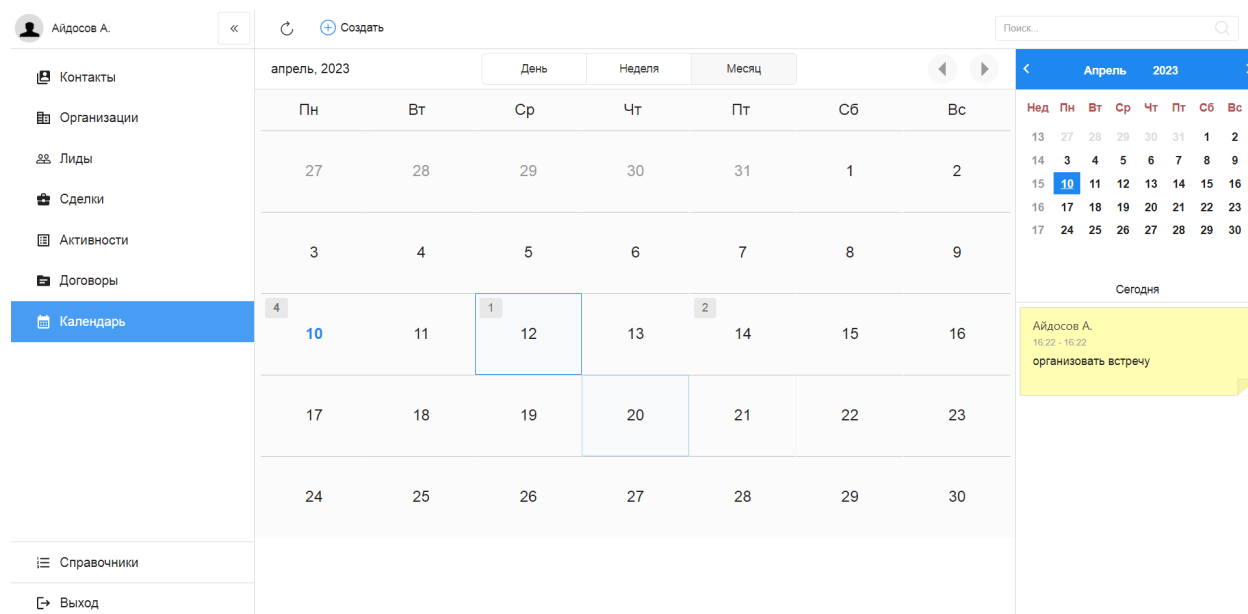 Айдосов А.
«
Создать
Поиск...
Контакты
Организации
Лиды
Сделки
Активности
Договоры
Календарь
Справочники
Выход
апрель, 2023
День Неделя Месяц
Пн Вт Ср Чт Пт Сб Вс
27 28 29 30 31 1 2
3 4 5 6 7 8 9
4 1 2
10 11 12 13 14 15 16
17 18 19 20 21 22 23
24 25 26 27 28 29 30
Апрель 2023
Нед Пн Вт Ср Чт Пт Сб Вс
13 27 28 29 30 31 1 2
14 3 4 5 6 7 8 9
15 10 11 12 13 14 15 16
16 17 18 19 20 21 22 23
17 24 25 26 27 28 29 30
Сегодня
Айдосов А.
16:22 - 16:22
организовать встречу